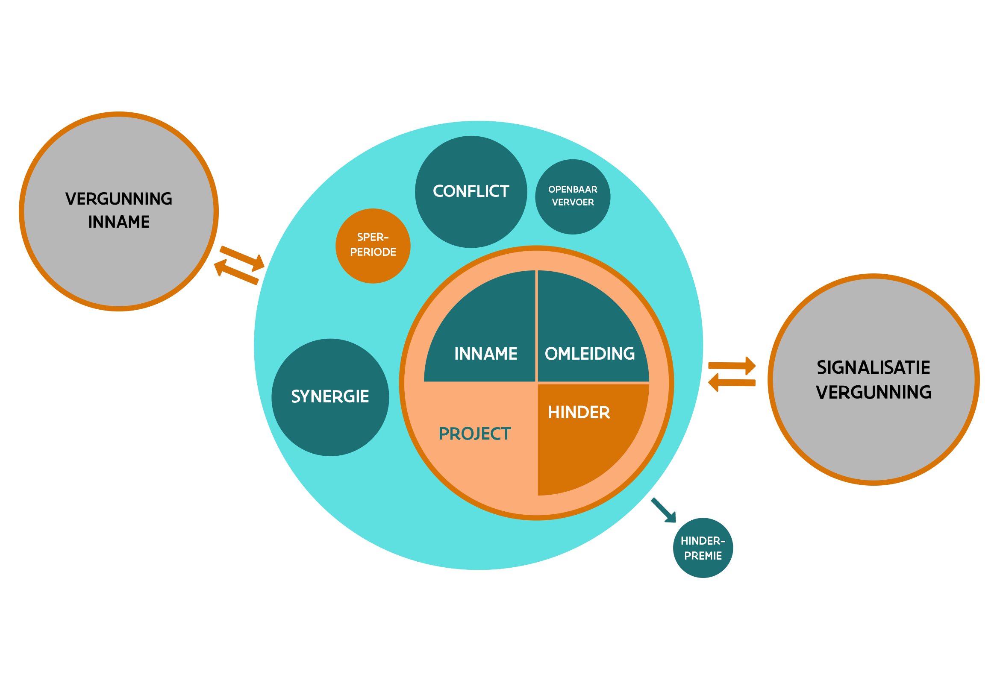 VERGUNNING
INNAME
CONFLICT
OPENBAAR
VERVOER
SPER-
PERIODE
SYNERGIE
INNAME
OMLEIDING
PROJECT
HINDER
SIGNALISATIE
VERGUNNING
HINDER-
PREMIE